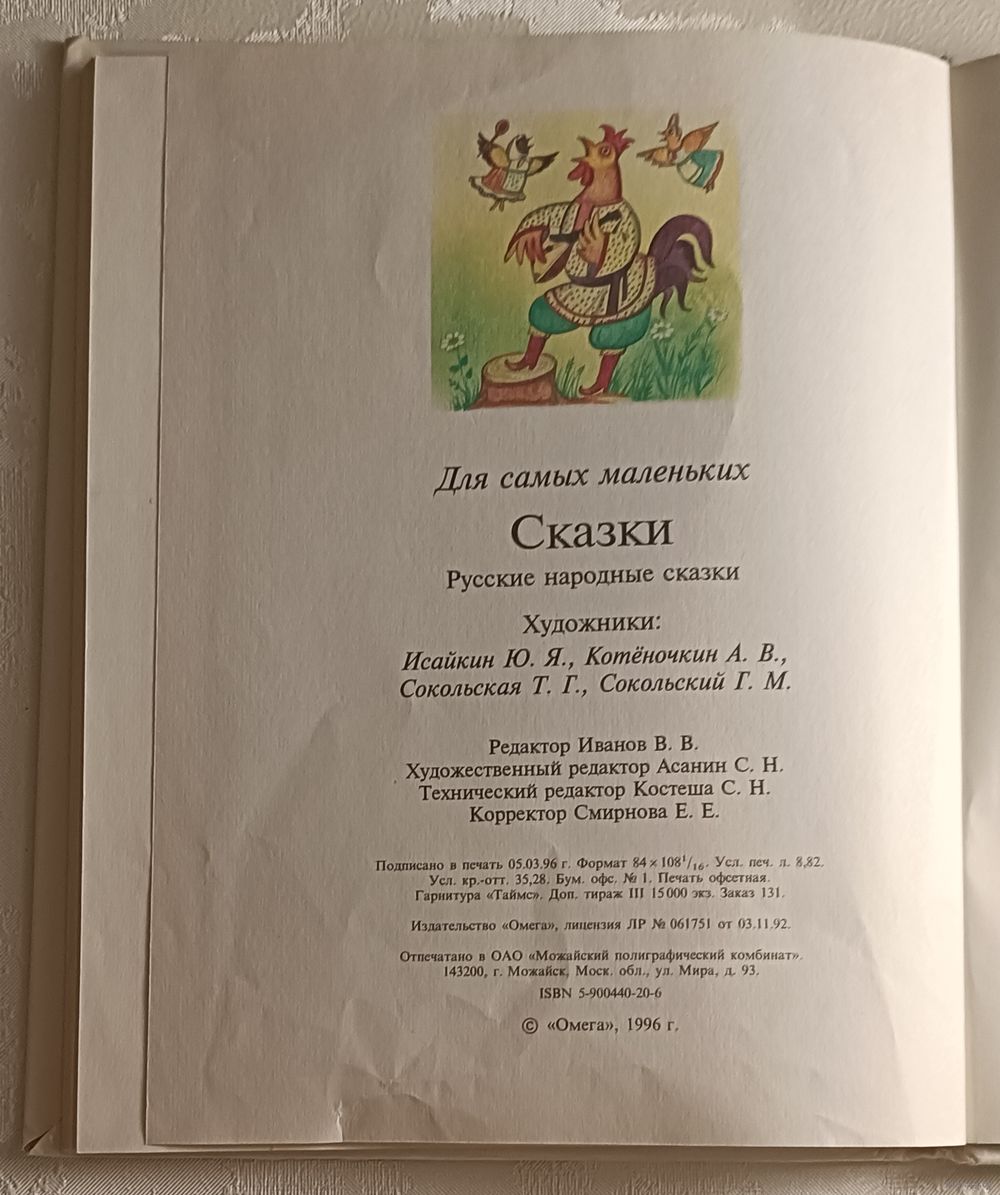 Для самых маленьких
Сказки
Русские народные сказки
Художники:
Исайкин Ю. Я., Котёночкин А. В.,
Сокольская Т. Г., Сокольский Г. М.
Редактор Иванов В. В.
Художественный редактор Асанин С. Н.
Технический редактор Костеша С. Н.
Корректор Смирнова Е. Е.
Подписано в печать 05.03.96 г. Формат 84×108¹/₁₆. Усл. печ. л. 8,82.
Усл. кр.-отт. 35,28. Бум. офс. № 1. Печать офсетная.
Гарнитура «Таймс». Доп. тираж III 15 000 экз. Заказ 131.
Издательство «Омега», лицензия ЛР № 061751 от 03.11.92.
Отпечатано в ОАО «Можайский полиграфический комбинат».
143200, г. Можайск, Моск. обл., ул. Мира, д. 93.
ISBN 5-900440-20-6
© «Омега», 1996 г.